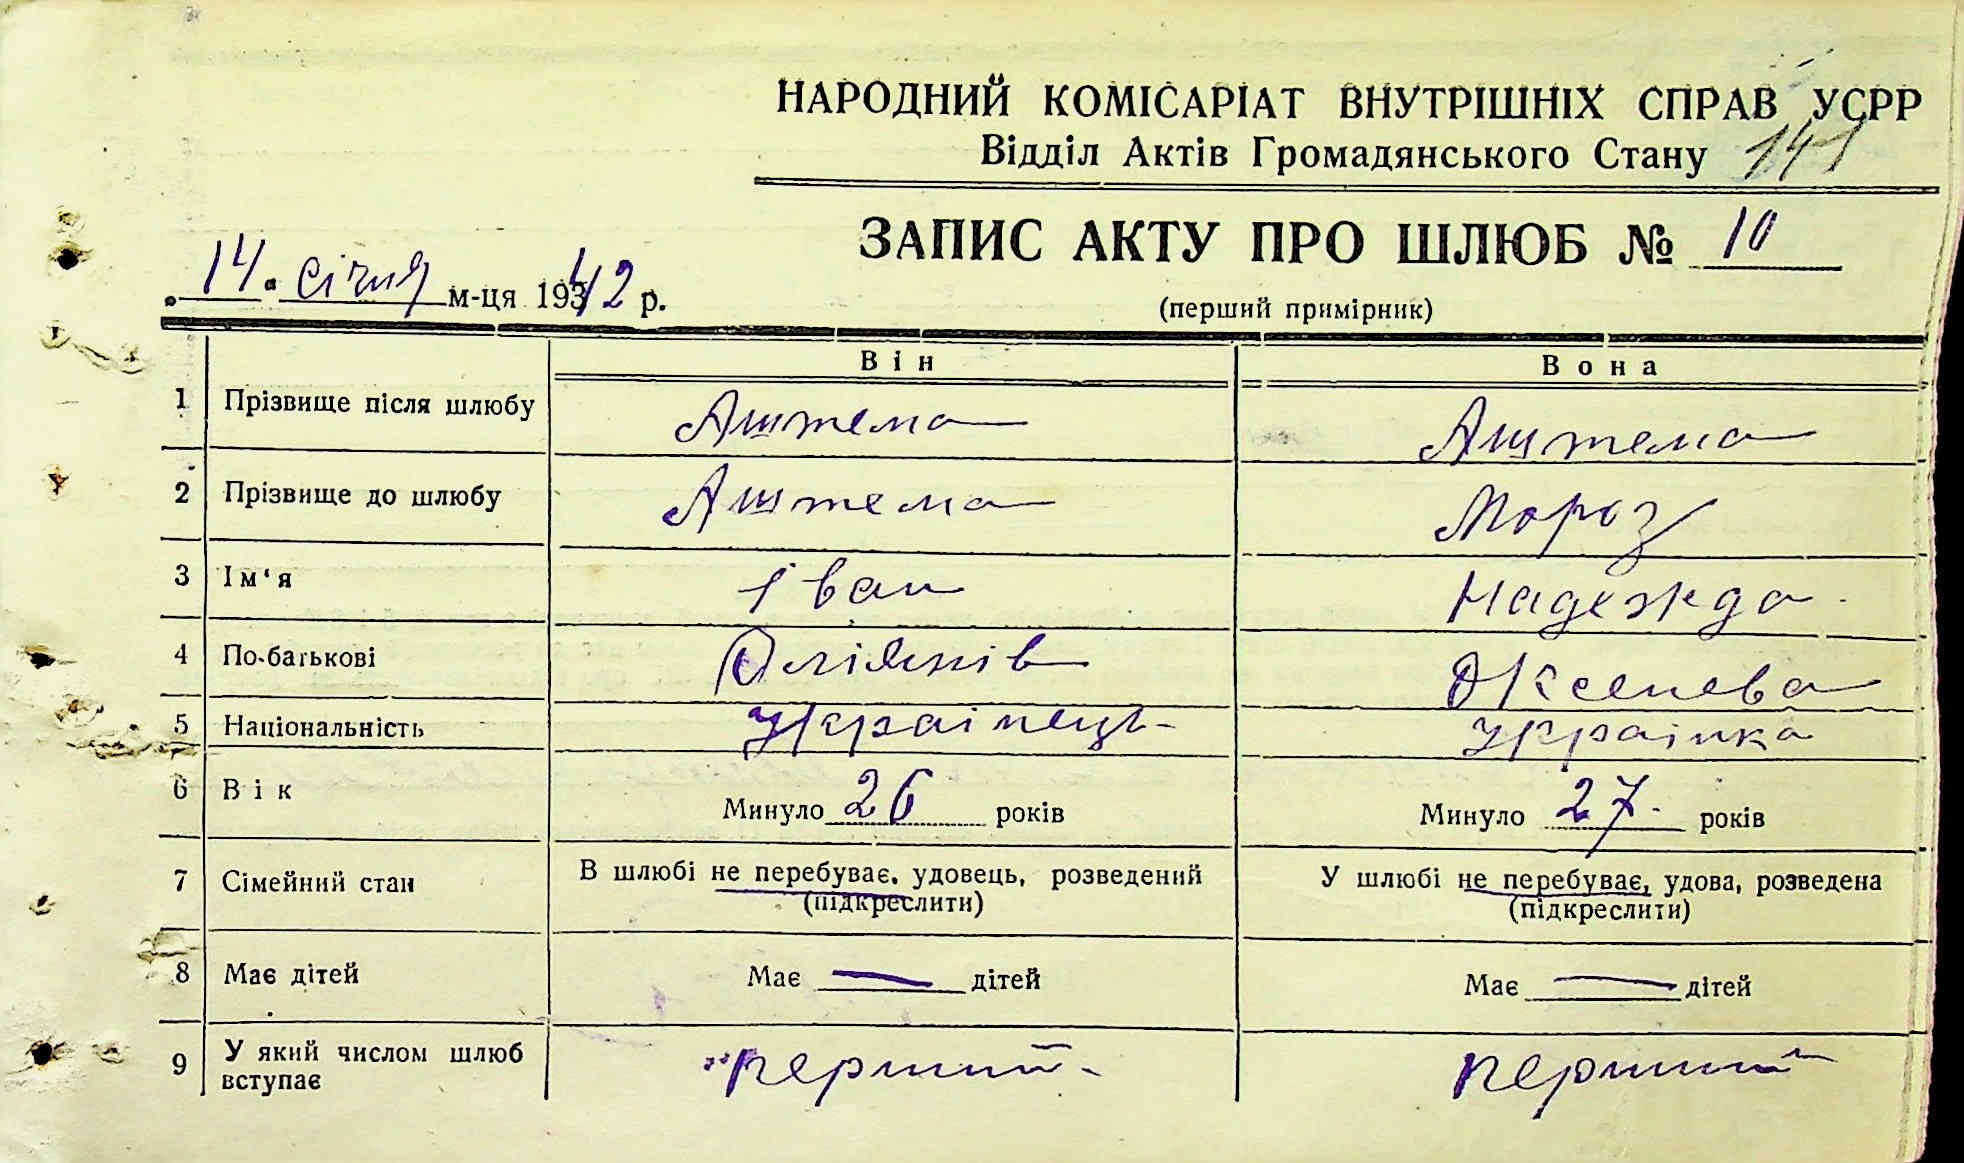 НАРОДНИЙ КОМІСАРІАТ ВНУТРІШНІХ СПРАВ УСРР
Відділ Актів Громадянського Стану 141
ЗАПИС АКТУ ПРО ШЛЮБ № 10
„14" січня м-ця 1942 р.
(перший примірник)
Він Вона
1 Прізвище після шлюбу Аштема Аштема
2 Прізвище до шлюбу Аштема Мороз
3 Ім'я Іван Надежда
4 По-батькові
5 Національність Українець Українка
6 Вік Минуло 26 років Минуло 27 років
7 Сімейний стан В шлюбі не перебуває, удовець, розведений У шлюбі не перебуває, удова, розведена
(підкреслити) (підкреслити)
8 Має дітей Має — дітей Має — дітей
9 У який числом шлюб вступає перший перший